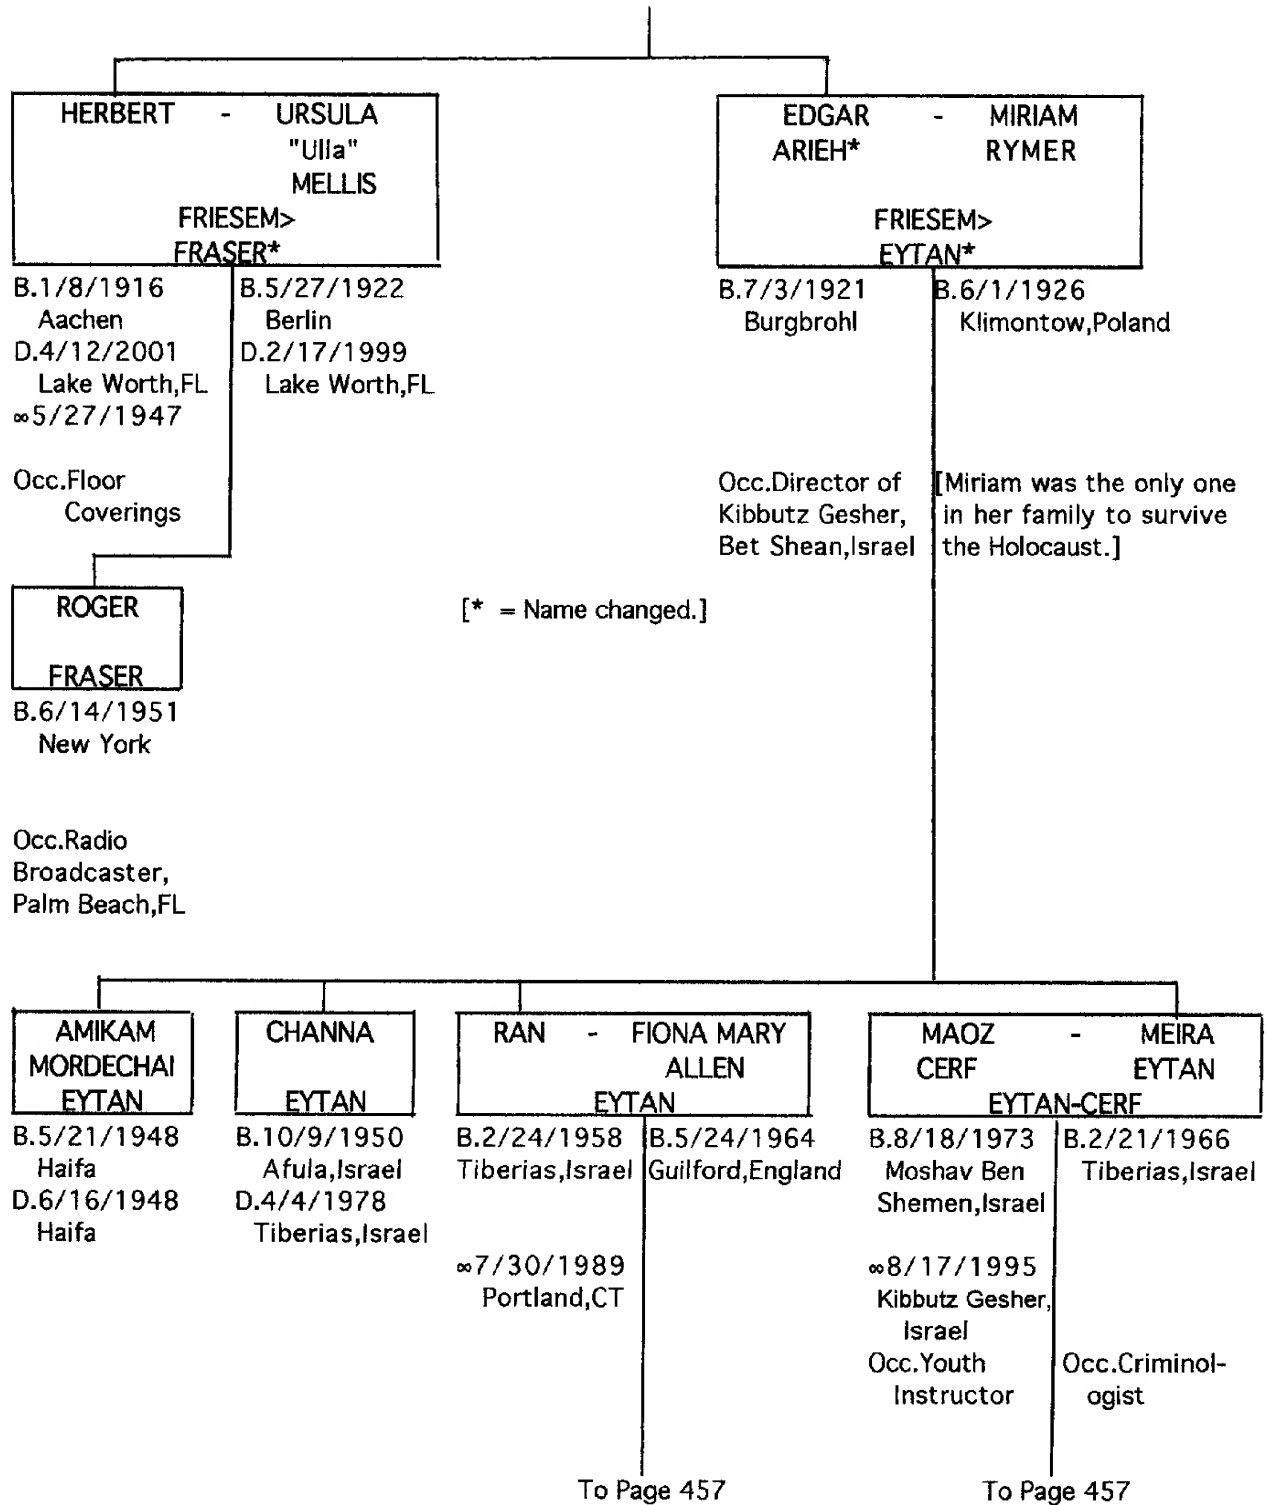 HERBERT - URSULA
"Ulla"
MELLIS
FRIESEM>
FRASER*
B.1/8/1916
Aachen
D.4/12/2001
Lake Worth,FL
∞5/27/1947
B.5/27/1922
Berlin
D.2/17/1999
Lake Worth,FL
Occ.Floor
Coverings
EDGAR - MIRIAM
ARIEH* RYMER
FRIESEM>
EYTAN*
B.7/3/1921
Burgbrohl
B.6/1/1926
Klimontow,Poland
Occ.Director of
Kibbutz Gesher,
Bet Shean,Israel
[Miriam was the only one
in her family to survive
the Holocaust.]
ROGER
FRASER
B.6/14/1951
New York
Occ.Radio
Broadcaster,
Palm Beach,FL
[* = Name changed.]
AMIKAM
MORDECHAI
EYTAN
B.5/21/1948
Haifa
D.6/16/1948
Haifa
CHANNA
EYTAN
B.10/9/1950
Afula,Israel
D.4/4/1978
Tiberias,Israel
RAN - FIONA MARY
ALLEN
EYTAN
B.2/24/1958
Tiberias,Israel
B.5/24/1964
Guilford,England
∞7/30/1989
Portland,CT
To Page 457
MAOZ - MEIRA
CERF EYTAN
EYTAN-CERF
B.8/18/1973
Moshav Ben
Shemen,Israel
B.2/21/1966
Tiberias,Israel
∞8/17/1995
Kibbutz Gesher,
Israel
Occ.Youth
Instructor
Occ.Criminol-
ogist
To Page 457